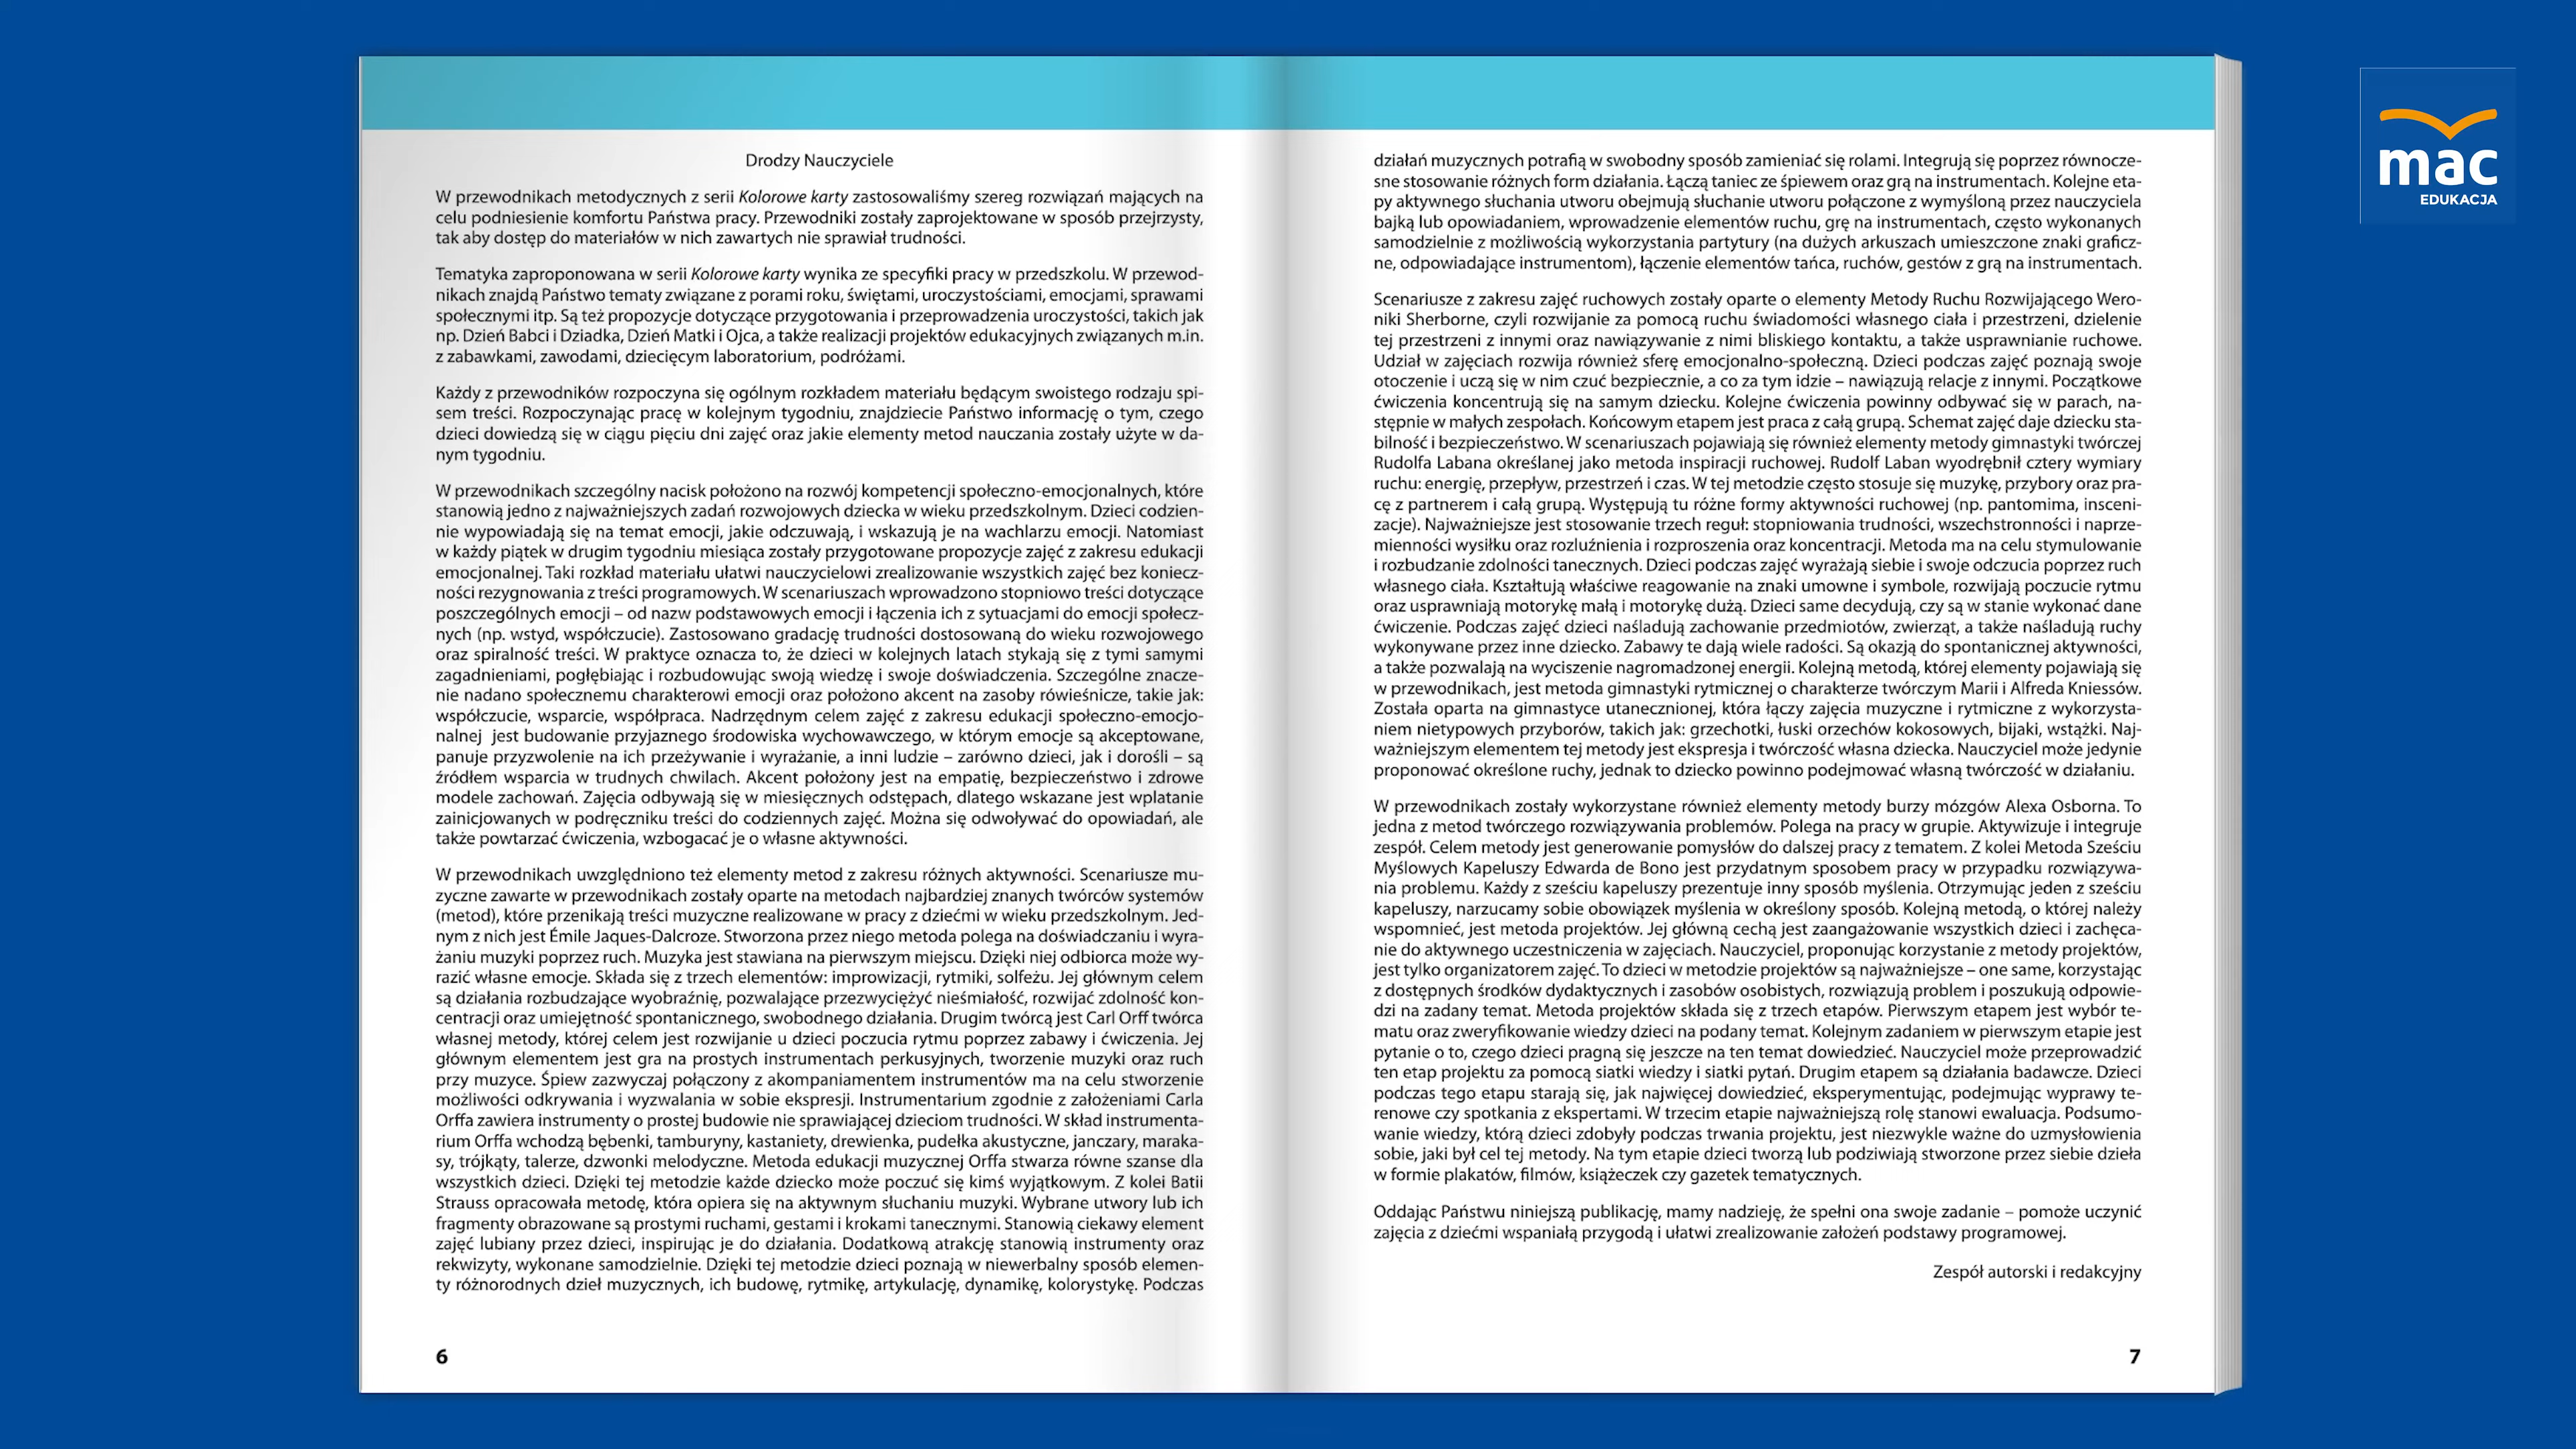 Drodzy Nauczyciele
W przewodnikach metodycznych z serii Kolorowe karty zastosowaliśmy szereg rozwiązań mających na
celu podniesienie komfortu Państwa pracy. Przewodniki zostały zaprojektowane w sposób przejrzysty,
tak aby dostęp do materiałów w nich zawartych nie sprawiał trudności.
Tematyka zaproponowana w serii Kolorowe karty wynika ze specyfiki pracy w przedszkolu. W przewod-
nikach znajdą Państwo tematy związane z porami roku, świętami, uroczystościami, emocjami, sprawami
społecznymi itp. Są też propozycje dotyczące przygotowania i przeprowadzenia uroczystości, takich jak
np. Dzień Babci i Dziadka, Dzień Matki i Ojca, a także realizacji projektów edukacyjnych związanych m.in.
z zabawkami, zawodami, dziecięcym laboratorium, podróżami.
Każdy z przewodników rozpoczyna się ogólnym rozkładem materiału będącym swoistego rodzaju spi-
sem treści. Rozpoczynając pracę w kolejnym tygodniu, znajdziecie Państwo informację o tym, czego
dzieci dowiedzą się w ciągu pięciu dni zajęć oraz jakie elementy metod nauczania zostały użyte w da-
nym tygodniu.
W przewodnikach szczególny nacisk położono na rozwój kompetencji społeczno-emocjonalnych, które
stanowią jedno z najważniejszych zadań rozwojowych dziecka w wieku przedszkolnym. Dzieci codzien-
nie wypowiadają się na temat emocji, jakie odczuwają, i wskazują je na wachlarzu emocji. Natomiast
w każdy piątek w drugim tygodniu miesiąca zostały przygotowane propozycje zajęć z zakresu edukacji
emocjonalnej. Taki rozkład materiału ułatwi nauczycielowi zrealizowanie wszystkich zajęć bez koniecz-
ności rezygnowania z treści programowych. W scenariuszach wprowadzono stopniowo treści dotyczące
poszczególnych emocji – od nazw podstawowych emocji i łączenia ich z sytuacjami do emocji społecz-
nych (np. wstyd, współczucie). Zastosowano gradację trudności dostosowaną do wieku rozwojowego
oraz spiralność treści. W praktyce oznacza to, że dzieci w kolejnych latach stykają się z tymi samymi
zagadnieniami, pogłębiając i rozbudowując swoją wiedzę i swoje doświadczenia. Szczególne znacze-
nie nadano społecznemu charakterowi emocji oraz położono akcent na zasoby rówieśnicze, takie jak:
współczucie, wsparcie, współpraca. Nadrzędnym celem zajęć z zakresu edukacji społeczno-emocjo-
nalnej jest budowanie przyjaznego środowiska wychowawczego, w którym emocje są akceptowane,
panuje przyzwolenie na ich przeżywanie i wyrażanie, a inni ludzie – zarówno dzieci, jak i dorośli – są
źródłem wsparcia w trudnych chwilach. Akcent położony jest na empatię, bezpieczeństwo i zdrowe
modele zachowań. Zajęcia odbywają się w miesięcznych odstępach, dlatego wskazane jest wplatanie
zainicjowanych w podręczniku treści do codziennych zajęć. Można się odwoływać do opowiadań, ale
także powtarzać ćwiczenia, wzbogacać je o własne aktywności.
W przewodnikach uwzględniono też elementy metod z zakresu różnych aktywności. Scenariusze mu-
zyczne zawarte w przewodnikach zostały oparte na metodach najbardziej znanych twórców systemów
(metod), które przenikają treści muzyczne realizowane w pracy z dziećmi w wieku przedszkolnym. Jed-
nym z nich jest Émile Jaques-Dalcroze. Stworzona przez niego metoda polega na doświadczaniu i wyra-
żaniu muzyki poprzez ruch. Muzyka jest stawiana na pierwszym miejscu. Dzięki niej odbiorca może wy-
razić własne emocje. Składa się z trzech elementów: improwizacji, rytmiki, solfeżu. Jej głównym celem
są działania rozbudzające wyobraźnię, pozwalające przezwyciężyć nieśmiałość, rozwijać zdolność kon-
centracji oraz umiejętność spontanicznego, swobodnego działania. Drugim twórcą jest Carl Orff twórca
własnej metody, której celem jest rozwijanie u dzieci poczucia rytmu poprzez zabawy i ćwiczenia. Jej
głównym elementem jest gra na prostych instrumentach perkusyjnych, tworzenie muzyki oraz ruch
przy muzyce. Śpiew zazwyczaj połączony z akompaniamentem instrumentów ma na celu stworzenie
możliwości odkrywania i wyzwalania w sobie ekspresji. Instrumentarium zgodnie z założeniami Carla
Orffa zawiera instrumenty o prostej budowie nie sprawiającej dzieciom trudności. W skład instrumenta-
rium Orffa wchodzą bębenki, tamburyny, kastaniety, drewienka, pudełka akustyczne, janczary, maraka-
sy, trójkąty, talerze, dzwonki melodyczne. Metoda edukacji muzycznej Orffa stwarza równe szanse dla
wszystkich dzieci. Dzięki tej metodzie każde dziecko może poczuć się kimś wyjątkowym. Z kolei Batii
Strauss opracowała metodę, która opiera się na aktywnym słuchaniu muzyki. Wybrane utwory lub ich
fragmenty obrazowane są prostymi ruchami, gestami i krokami tanecznymi. Stanowią ciekawy element
zajęć lubiany przez dzieci, inspirując je do działania. Dodatkową atrakcję stanowią instrumenty oraz
rekwizyty, wykonane samodzielnie. Dzięki tej metodzie dzieci poznają w niewerbalny sposób elemen-
ty różnorodnych dzieł muzycznych, ich budowę, rytmikę, artykulację, dynamikę, kolorystykę. Podczas
6
działań muzycznych potrafią w swobodny sposób zamieniać się rolami. Integrują się poprzez równocze-
sne stosowanie różnych form działania. Łączą taniec ze śpiewem oraz grą na instrumentach. Kolejne eta-
py aktywnego słuchania utworu obejmują słuchanie utworu połączone z wymyśloną przez nauczyciela
bajką lub opowiadaniem, wprowadzenie elementów ruchu, grę na instrumentach, często wykonanych
samodzielnie z możliwością wykorzystania partytury (na dużych arkuszach umieszczone znaki graficz-
ne, odpowiadające instrumentom), łączenie elementów tańca, ruchów, gestów z grą na instrumentach.
Scenariusze z zakresu zajęć ruchowych zostały oparte o elementy Metody Ruchu Rozwijającego Wero-
niki Sherborne, czyli rozwijanie za pomocą ruchu świadomości własnego ciała i przestrzeni, dzielenie
tej przestrzeni z innymi oraz nawiązywanie z nimi bliskiego kontaktu, a także usprawnianie ruchowe.
Udział w zajęciach rozwija również sferę emocjonalno-społeczną. Dzieci podczas zajęć poznają swoje
otoczenie i uczą się w nim czuć bezpiecznie, a co za tym idzie – nawiązują relacje z innymi. Początkowe
ćwiczenia koncentrują się na samym dziecku. Kolejne ćwiczenia powinny odbywać się w parach, na-
stępnie w małych zespołach. Końcowym etapem jest praca z całą grupą. Schemat zajęć daje dziecku sta-
bilność i bezpieczeństwo. W scenariuszach pojawiają się również elementy metody gimnastyki twórczej
Rudolfa Labana określanej jako metoda inspiracji ruchowej. Rudolf Laban wyodrębnił cztery wymiary
ruchu: energię, przepływ, przestrzeń i czas. W tej metodzie często stosuje się muzykę, przybory oraz pra-
cę z partnerem i całą grupą. Występują tu różne formy aktywności ruchowej (np. pantomima, insceni-
zacje). Najważniejsze jest stosowanie trzech reguł: stopniowania trudności, wszechstronności i naprze-
mienności wysiłku oraz rozluźnienia i rozproszenia oraz koncentracji. Metoda ma na celu stymulowanie
i rozbudzanie zdolności tanecznych. Dzieci podczas zajęć wyrażają siebie i swoje odczucia poprzez ruch
własnego ciała. Kształtują właściwe reagowanie na znaki umowne i symbole, rozwijają poczucie rytmu
oraz usprawniają motorykę małą i motorykę dużą. Dzieci same decydują, czy są w stanie wykonać dane
ćwiczenie. Podczas zajęć dzieci naśladują zachowanie przedmiotów, zwierząt, a także naśladują ruchy
wykonywane przez inne dziecko. Zabawy te dają wiele radości. Są okazją do spontanicznej aktywności,
a także pozwalają na wyciszenie nagromadzonej energii. Kolejną metodą, której elementy pojawiają się
w przewodnikach, jest metoda gimnastyki rytmicznej o charakterze twórczym Marii i Alfreda Kniessów.
Została oparta na gimnastyce utanecznionej, która łączy zajęcia muzyczne i rytmiczne z wykorzysta-
niem nietypowych przyborów, takich jak: grzechotki, łuski orzechów kokosowych, bijaki, wstążki. Naj-
ważniejszym elementem tej metody jest ekspresja i twórczość własna dziecka. Nauczyciel może jedynie
proponować określone ruchy, jednak to dziecko powinno podejmować własną twórczość w działaniu.
W przewodnikach zostały wykorzystane również elementy metody burzy mózgów Alexa Osborna. To
jedna z metod twórczego rozwiązywania problemów. Polega na pracy w grupie. Aktywizuje i integruje
zespół. Celem metody jest generowanie pomysłów do dalszej pracy z tematem. Z kolei Metoda Sześciu
Myślowych Kapeluszy Edwarda de Bono jest przydatnym sposobem pracy w przypadku rozwiązywa-
nia problemu. Każdy z sześciu kapeluszy prezentuje inny sposób myślenia. Otrzymując jeden z sześciu
kapeluszy, narzucamy sobie obowiązek myślenia w określony sposób. Kolejną metodą, o której należy
wspomnieć, jest metoda projektów. Jej główną cechą jest zaangażowanie wszystkich dzieci i zachęca-
nie do aktywnego uczestniczenia w zajęciach. Nauczyciel, proponując korzystanie z metody projektów,
jest tylko organizatorem zajęć. To dzieci w metodzie projektów są najważniejsze – one same, korzystając
z dostępnych środków dydaktycznych i zasobów osobistych, rozwiązują problem i poszukują odpowie-
dzi na zadany temat. Metoda projektów składa się z trzech etapów. Pierwszym etapem jest wybór te-
matu oraz zweryfikowanie wiedzy dzieci na podany temat. Kolejnym zadaniem w pierwszym etapie jest
pytanie o to, czego dzieci pragną się jeszcze na ten temat dowiedzieć. Nauczyciel może przeprowadzić
ten etap projektu za pomocą siatki wiedzy i siatki pytań. Drugim etapem są działania badawcze. Dzieci
podczas tego etapu starają się, jak najwięcej dowiedzieć, eksperymentując, podejmując wyprawy te-
renowe czy spotkania z ekspertami. W trzecim etapie najważniejszą rolę stanowi ewaluacja. Podsumo-
wanie wiedzy, którą dzieci zdobyły podczas trwania projektu, jest niezwykle ważne do uzmysłowienia
sobie, jaki był cel tej metody. Na tym etapie dzieci tworzą lub podziwiają stworzone przez siebie dzieła
w formie plakatów, filmów, książeczek czy gazetek tematycznych.
Oddając Państwu niniejszą publikację, mamy nadzieję, że spełni ona swoje zadanie – pomoże uczynić
zajęcia z dziećmi wspaniałą przygodą i ułatwi zrealizowanie założeń podstawy programowej.
Zespół autorski i redakcyjny
7
mac
EDUKACJA